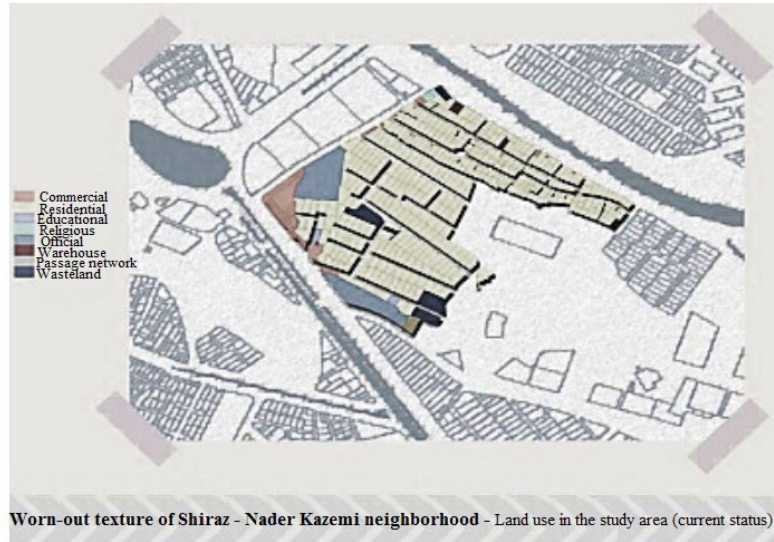 Commercial
Residential
Educational
Religious
Official
Warehouse
Passage network
Wasteland
Worn-out texture of Shiraz - Nader Kazemi neighborhood - Land use in the study area (current status)